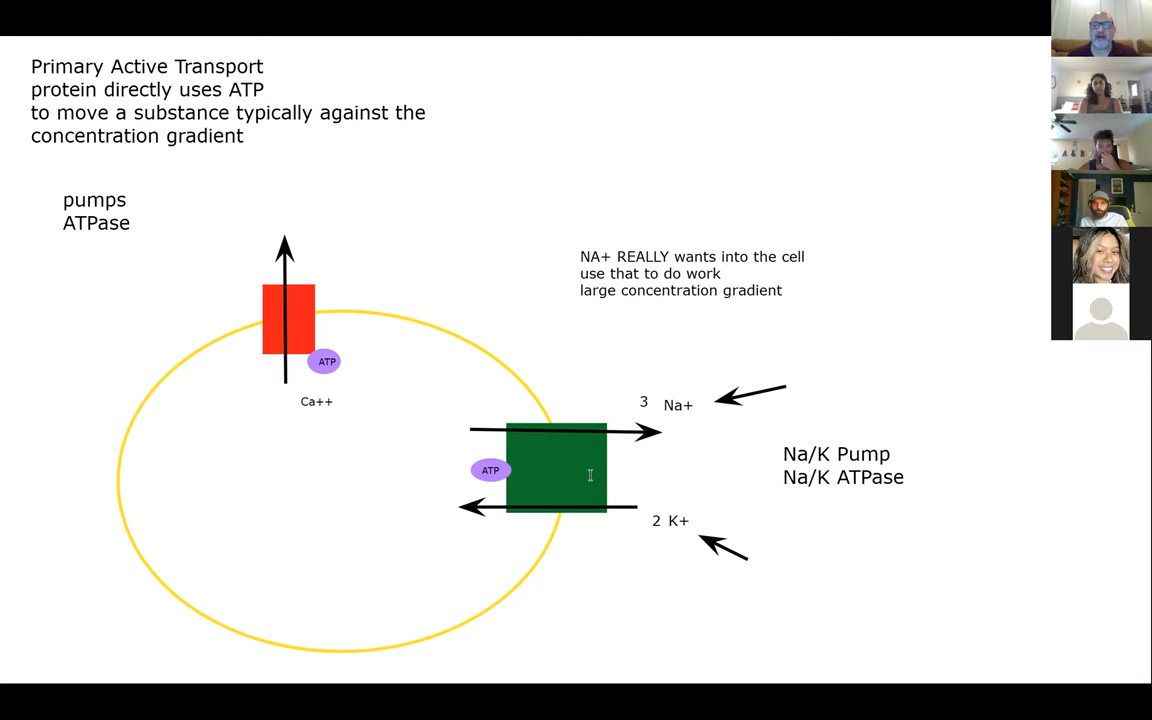 Primary Active Transport
protein directly uses ATP
to move a substance typically against the
concentration gradient
pumps
ATPase
NA+ REALLY wants into the cell
use that to do work
large concentration gradient
ATP
Ca++
3 Na+
ATP
Na/K Pump
Na/K ATPase
2 K+